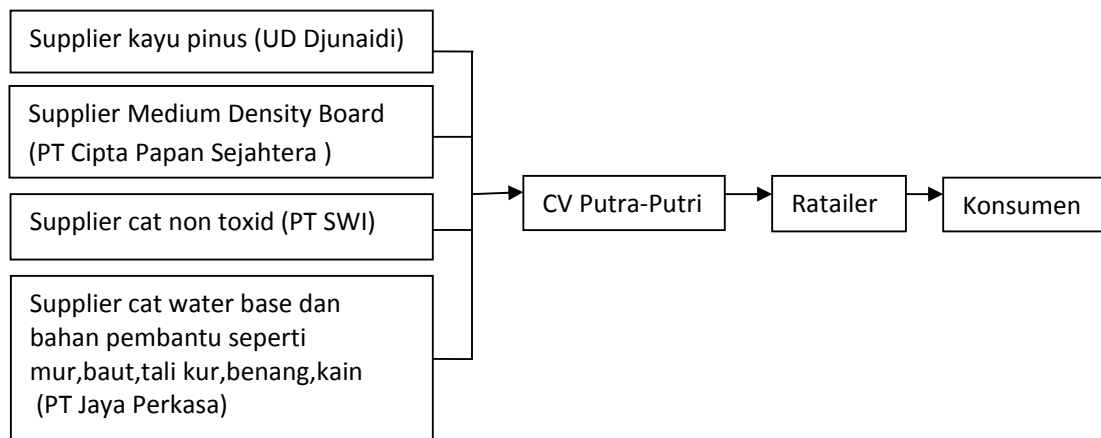 Supplier kayu pinus (UD Djunaidi)
Supplier Medium Density Board
(PT Cipta Papan Sejahtera )
Supplier cat non toxid (PT SWI)
Supplier cat water base dan
bahan pembantu seperti
mur,baut,tali kur,benang,kain
(PT Jaya Perkasa)
CV Putra-Putri
Ratailer
Konsumen